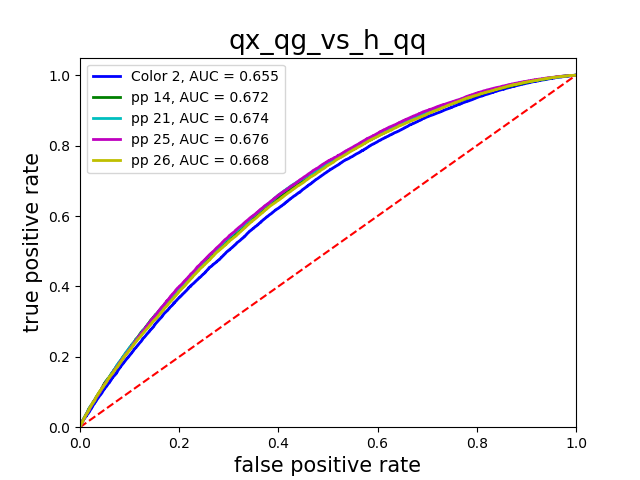 qx_qg_vs_h_qq
Color 2, AUC = 0.655
pp 14, AUC = 0.672
pp 21, AUC = 0.674
pp 25, AUC = 0.676
pp 26, AUC = 0.668
true positive rate
1.0
0.8
0.6
0.4
0.2
0.0
0.0 0.2 0.4 0.6 0.8 1.0
false positive rate